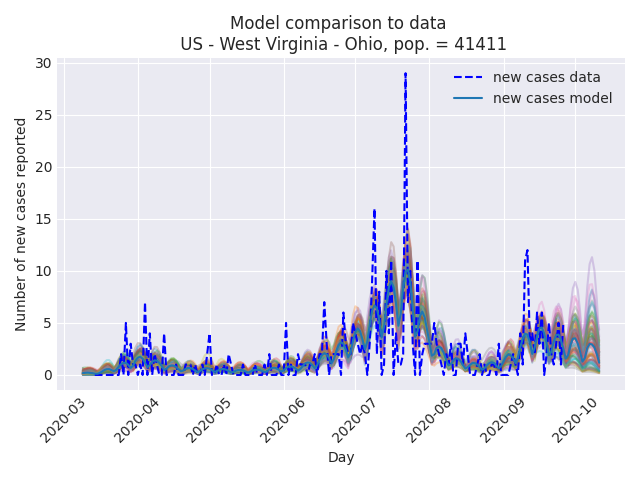 Model comparison to data
US - West Virginia - Ohio, pop. = 41411
new cases data
new cases model
Number of new cases reported
30
25
20
15
10
5
0
2020-03
2020-04
2020-05
2020-06
2020-07
2020-08
2020-09
2020-10
Day